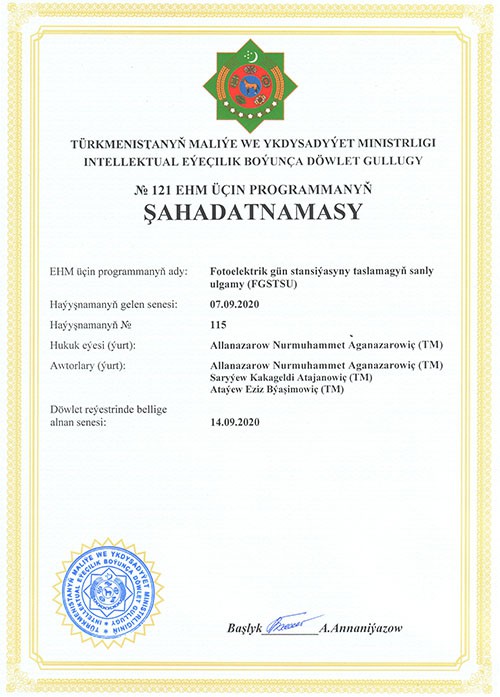 TÜRKMENISTANYŇ MALIÝE WE YKDYSADYÝET MINISTRLIGI
INTELLEKTUAL EÝEÇILIK BOÝUNÇA DÖWLET GULLUGY
№ 121 EHM ÜÇIN PROGRAMMANYŇ
ŞAHADATNAMASY
EHM üçin programmanyň ady: Fotoelektrik gün stansiýasyny taslamagyň sanly
ulgamy (FGSTSU)
Haýyşnamanyň gelen senesi: 07.09.2020
Haýyşnamanyň № 115
Hukuk eýesi (ýurt): Allanazarow Nurmuhammet Aganazarowiç (TM)
Awtorlary (ýurt): Allanazarow Nurmuhammet Aganazarowiç (TM)
Saryýew Kakageldi Atajanowiç (TM)
Ataýew Eziz Býaşimowiç (TM)
Döwlet reýestrinde bellige
alnan senesi: 14.09.2020
TÜRKMENISTANYŇ MALIÝE WE YKDYSADYÝET MINISTRLIGINIŇ
INTELLEKTUAL EÝEÇILIK BOÝUNÇA DÖWLET GULLUGY
Başlyk A.Annaniýazow